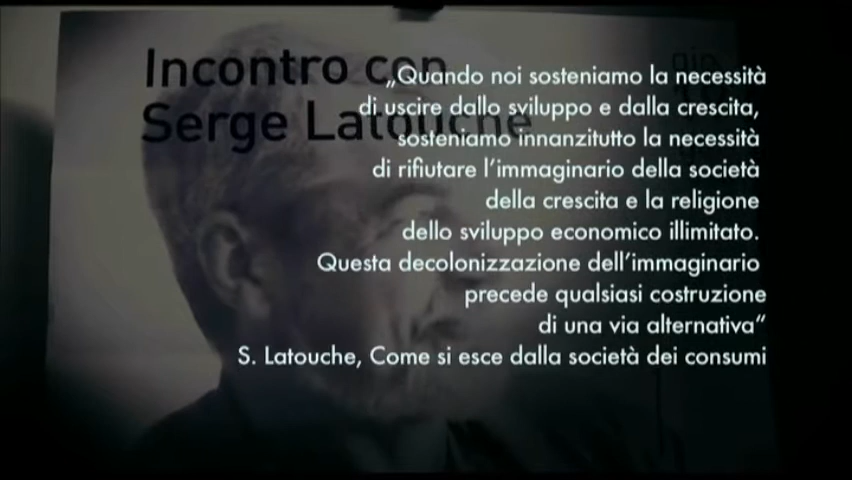 Incontro con
Serge Latouche
„Quando noi sosteniamo la necessità
di uscire dallo sviluppo e dalla crescita,
sosteniamo innanzitutto la necessità
di rifiutare l'immaginario della società
della crescita e la religione
dello sviluppo economico illimitato.
Questa decolonizzazione dell'immaginario
precede qualsiasi costruzione
di una via alternativa“
S. Latouche, Come si esce dalla società dei consumi